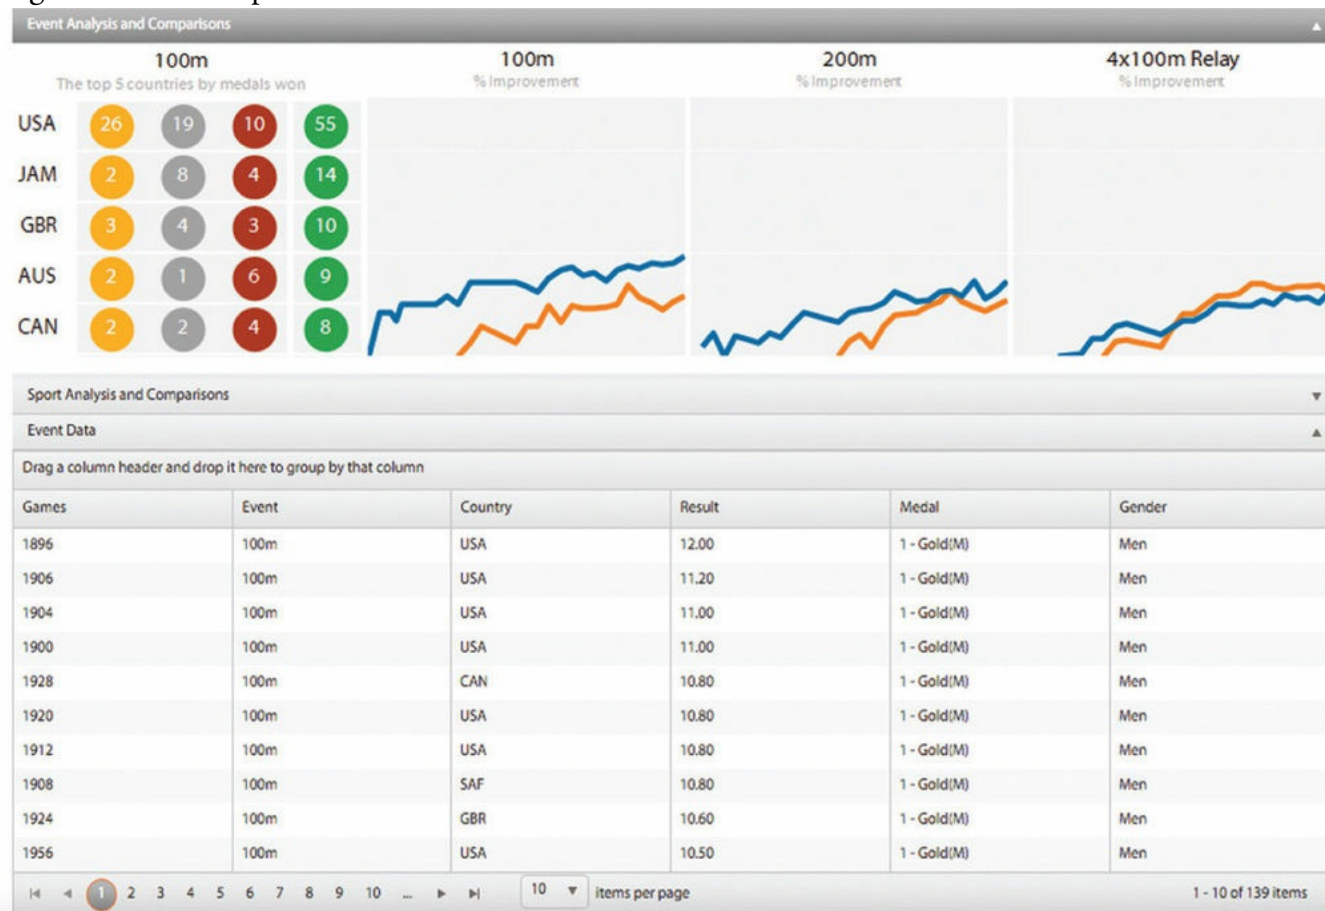 Event Analysis and Comparisons
100m
The top 5 countries by medals won
100m
% Improvement
200m
% Improvement
4x100m Relay
% Improvement
USA 26 19 10 55
JAM 2 8 4 14
GBR 3 4 3 10
AUS 2 1 6 9
CAN 2 2 4 8
Sport Analysis and Comparisons
Event Data
Drag a column header and drop it here to group by that column
Games Event Country Result Medal Gender
1896 100m USA 12.00 1 - Gold(M) Men
1906 100m USA 11.20 1 - Gold(M) Men
1904 100m USA 11.00 1 - Gold(M) Men
1900 100m USA 11.00 1 - Gold(M) Men
1928 100m CAN 10.80 1 - Gold(M) Men
1920 100m USA 10.80 1 - Gold(M) Men
1912 100m USA 10.80 1 - Gold(M) Men
1908 100m SAF 10.80 1 - Gold(M) Men
1924 100m GBR 10.60 1 - Gold(M) Men
1956 100m USA 10.50 1 - Gold(M) Men
1 2 3 4 5 6 7 8 9 10 ... 10 items per page 1 - 10 of 139 items